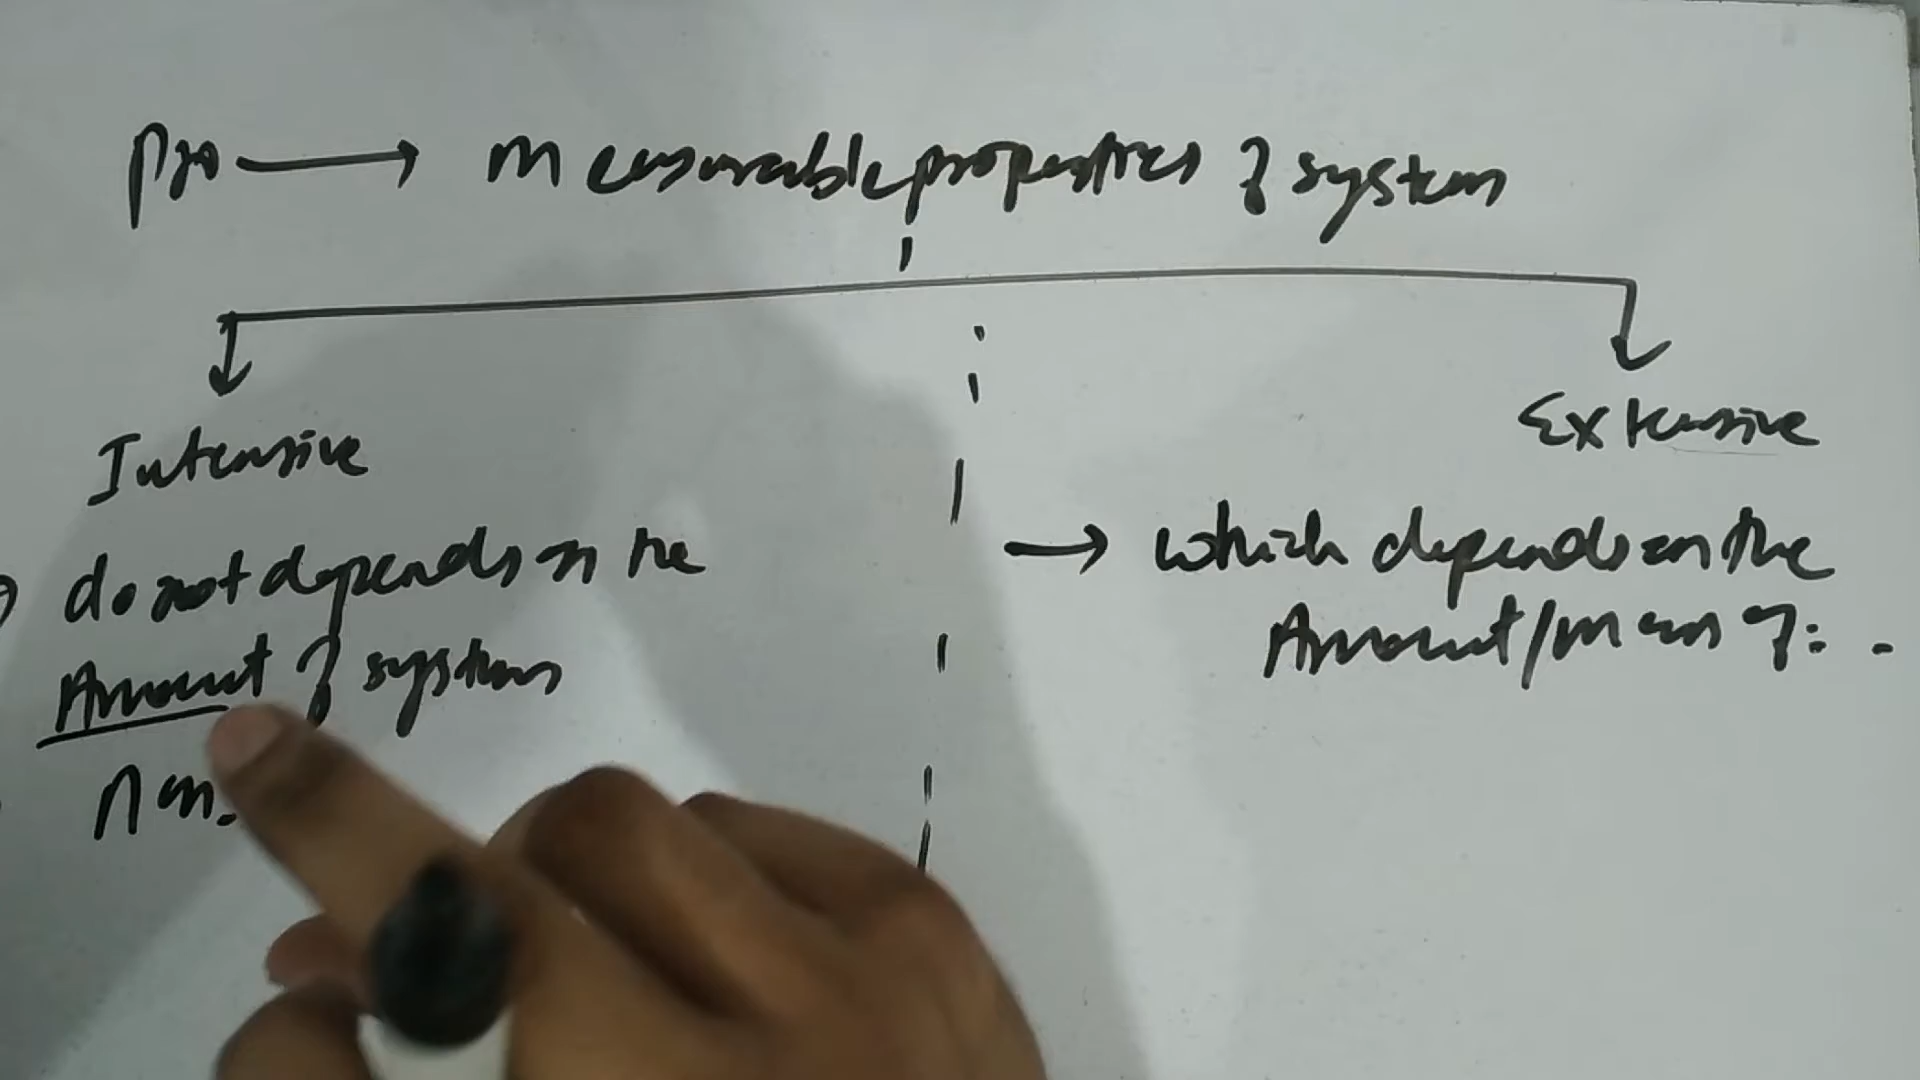 pro → Measurable properties of system
Intensive
Extensive
do not depends on the
Amount of system
→ which depends on the
Amount/mass of : .